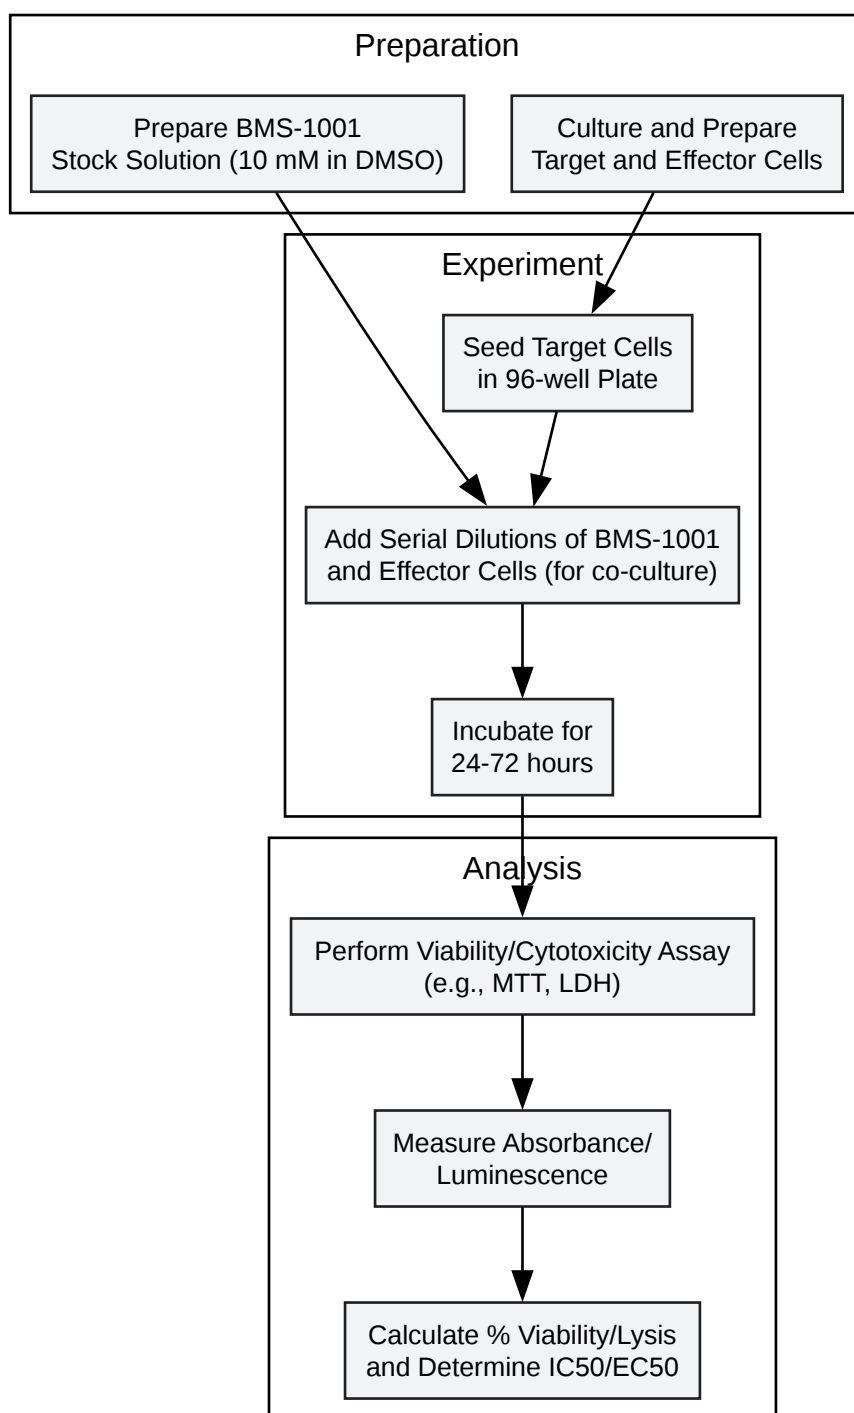 Preparation
Prepare BMS-1001
Stock Solution (10 mM in DMSO)
Culture and Prepare
Target and Effector Cells
Experiment
Seed Target Cells
in 96-well Plate
Add Serial Dilutions of BMS-1001
and Effector Cells (for co-culture)
Incubate for
24-72 hours
Analysis
Perform Viability/Cytotoxicity Assay
(e.g., MTT, LDH)
Measure Absorbance/
Luminescence
Calculate % Viability/Lysis
and Determine IC50/EC50